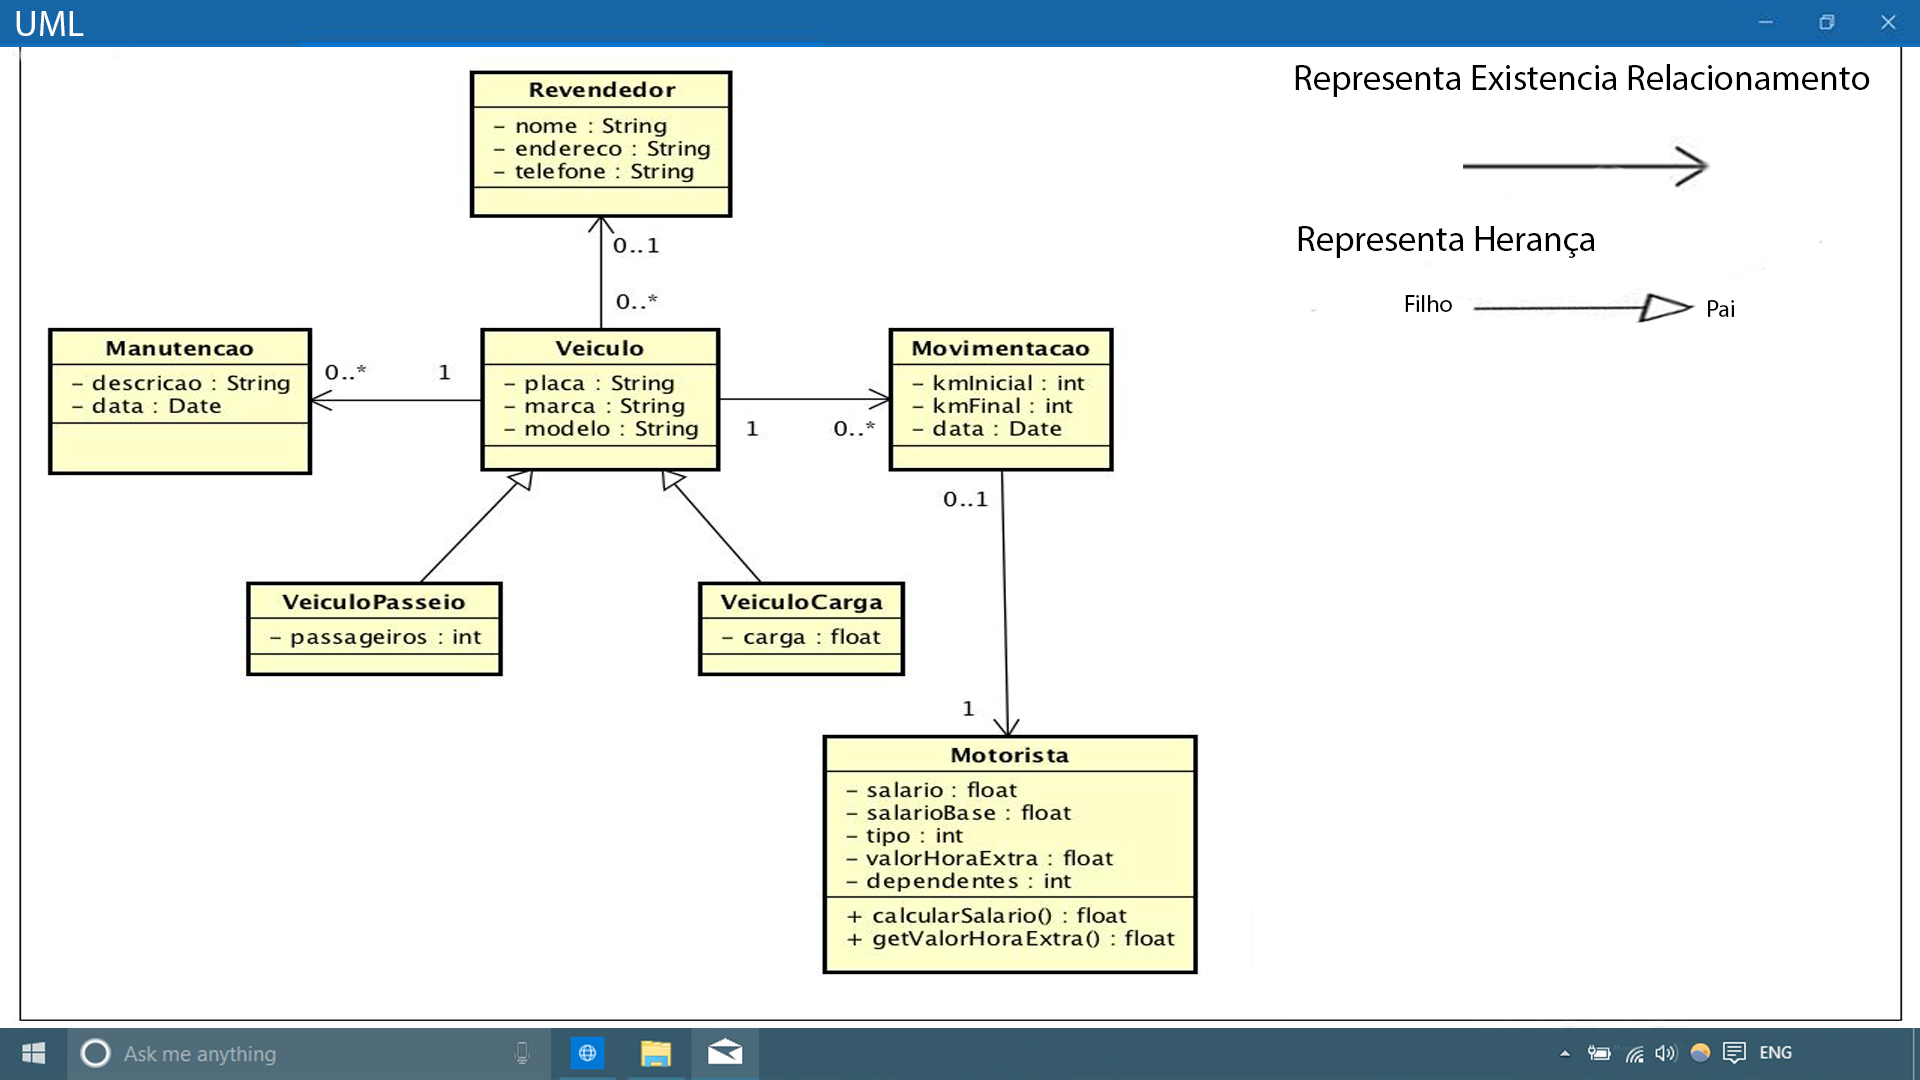 UML
Representa Existencia Relacionamento
Representa Herança
Filho
Pai
Revendedor
– nome : String
– endereco : String
– telefone : String
0..1
0..*
Manutencao
– descricao : String
– data : Date
0..*
1
Veiculo
– placa : String
– marca : String
– modelo : String
1
0..*
Movimentacao
– kmInicial : int
– kmFinal : int
– data : Date
0..1
1
VeiculoPasseio
– passageiros : int
VeiculoCarga
– carga : float
Motorista
– salario : float
– salarioBase : float
– tipo : int
– valorHoraExtra : float
– dependentes : int
+ calcularSalario() : float
+ getValorHoraExtra() : float
Ask me anything
ENG